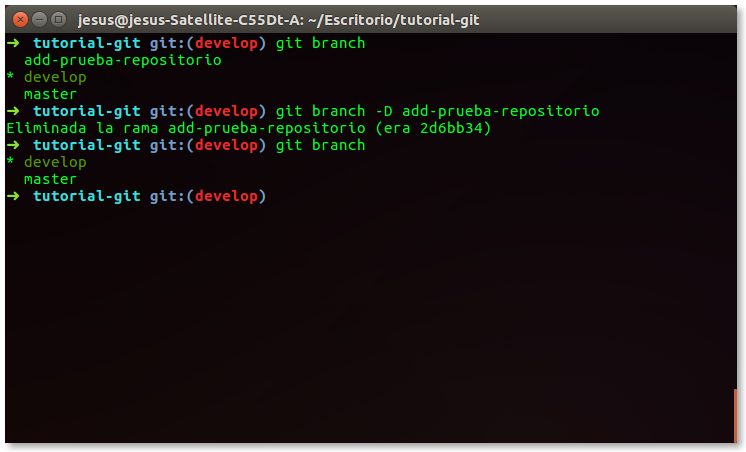 jesus@jesus-Satellite-C55Dt-A: ~/Escritorio/tutorial-git
➜ tutorial-git git:(develop) git branch
  add-prueba-repositorio
* develop
  master
➜ tutorial-git git:(develop) git branch -D add-prueba-repositorio
Eliminada la rama add-prueba-repositorio (era 2d6bb34)
➜ tutorial-git git:(develop) git branch
* develop
  master
➜ tutorial-git git:(develop)